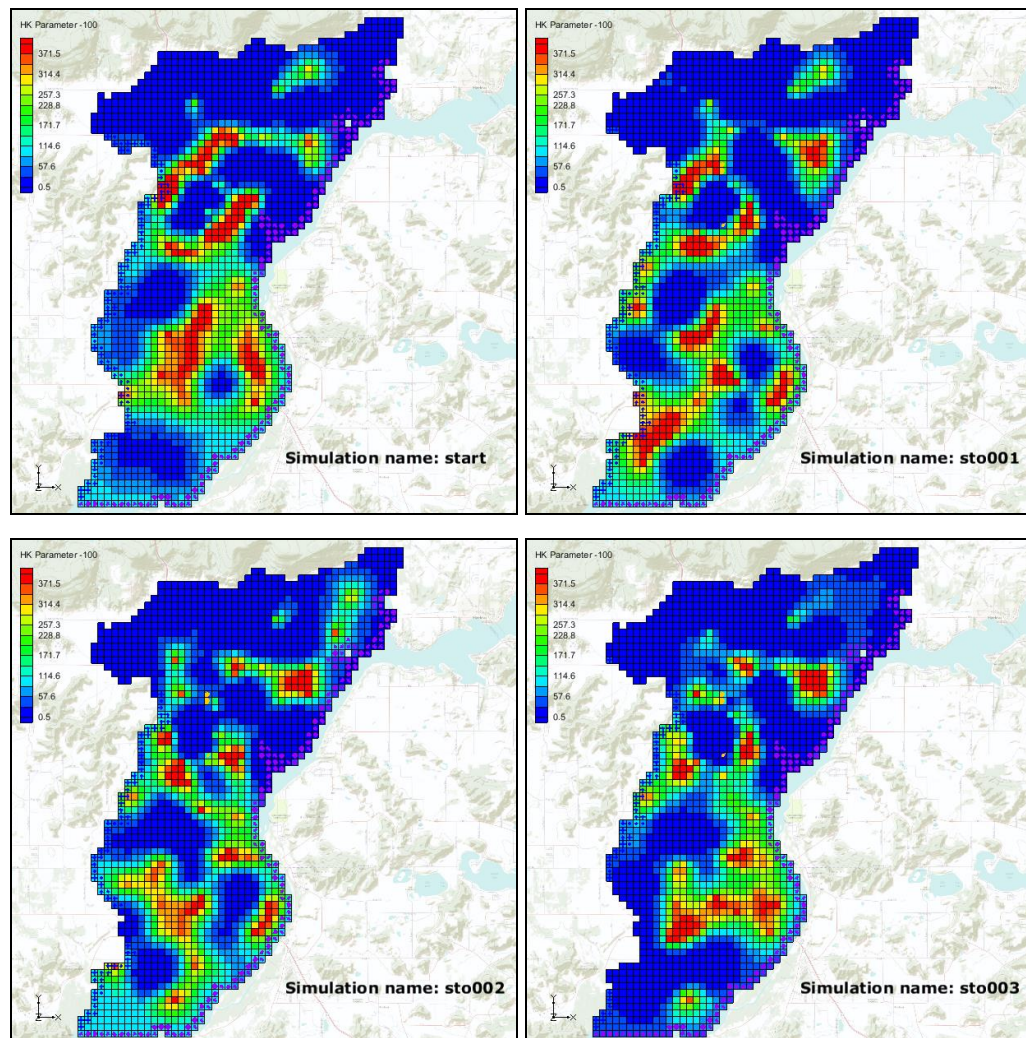 HK Parameter -100
371.5
314.4
257.3
228.8
171.7
114.6
57.6
0.5
Simulation name: start
Y
Z
X
HK Parameter -100
371.5
314.4
257.3
228.8
171.7
114.6
57.6
0.5
Simulation name: sto001
Y
Z
X
HK Parameter -100
371.5
314.4
257.3
228.8
171.7
114.6
57.6
0.5
Simulation name: sto002
Y
Z
X
HK Parameter -100
371.5
314.4
257.3
228.8
171.7
114.6
57.6
0.5
Simulation name: sto003
Y
Z
X